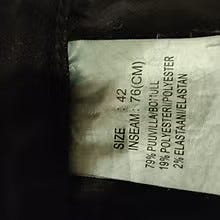 SIZE : 42
INSEAM : 76(CM)
79% PUUVILLA/BOMULL
19% POLYESTERI/POLYESTER
2% ELASTAANI/ELASTAN